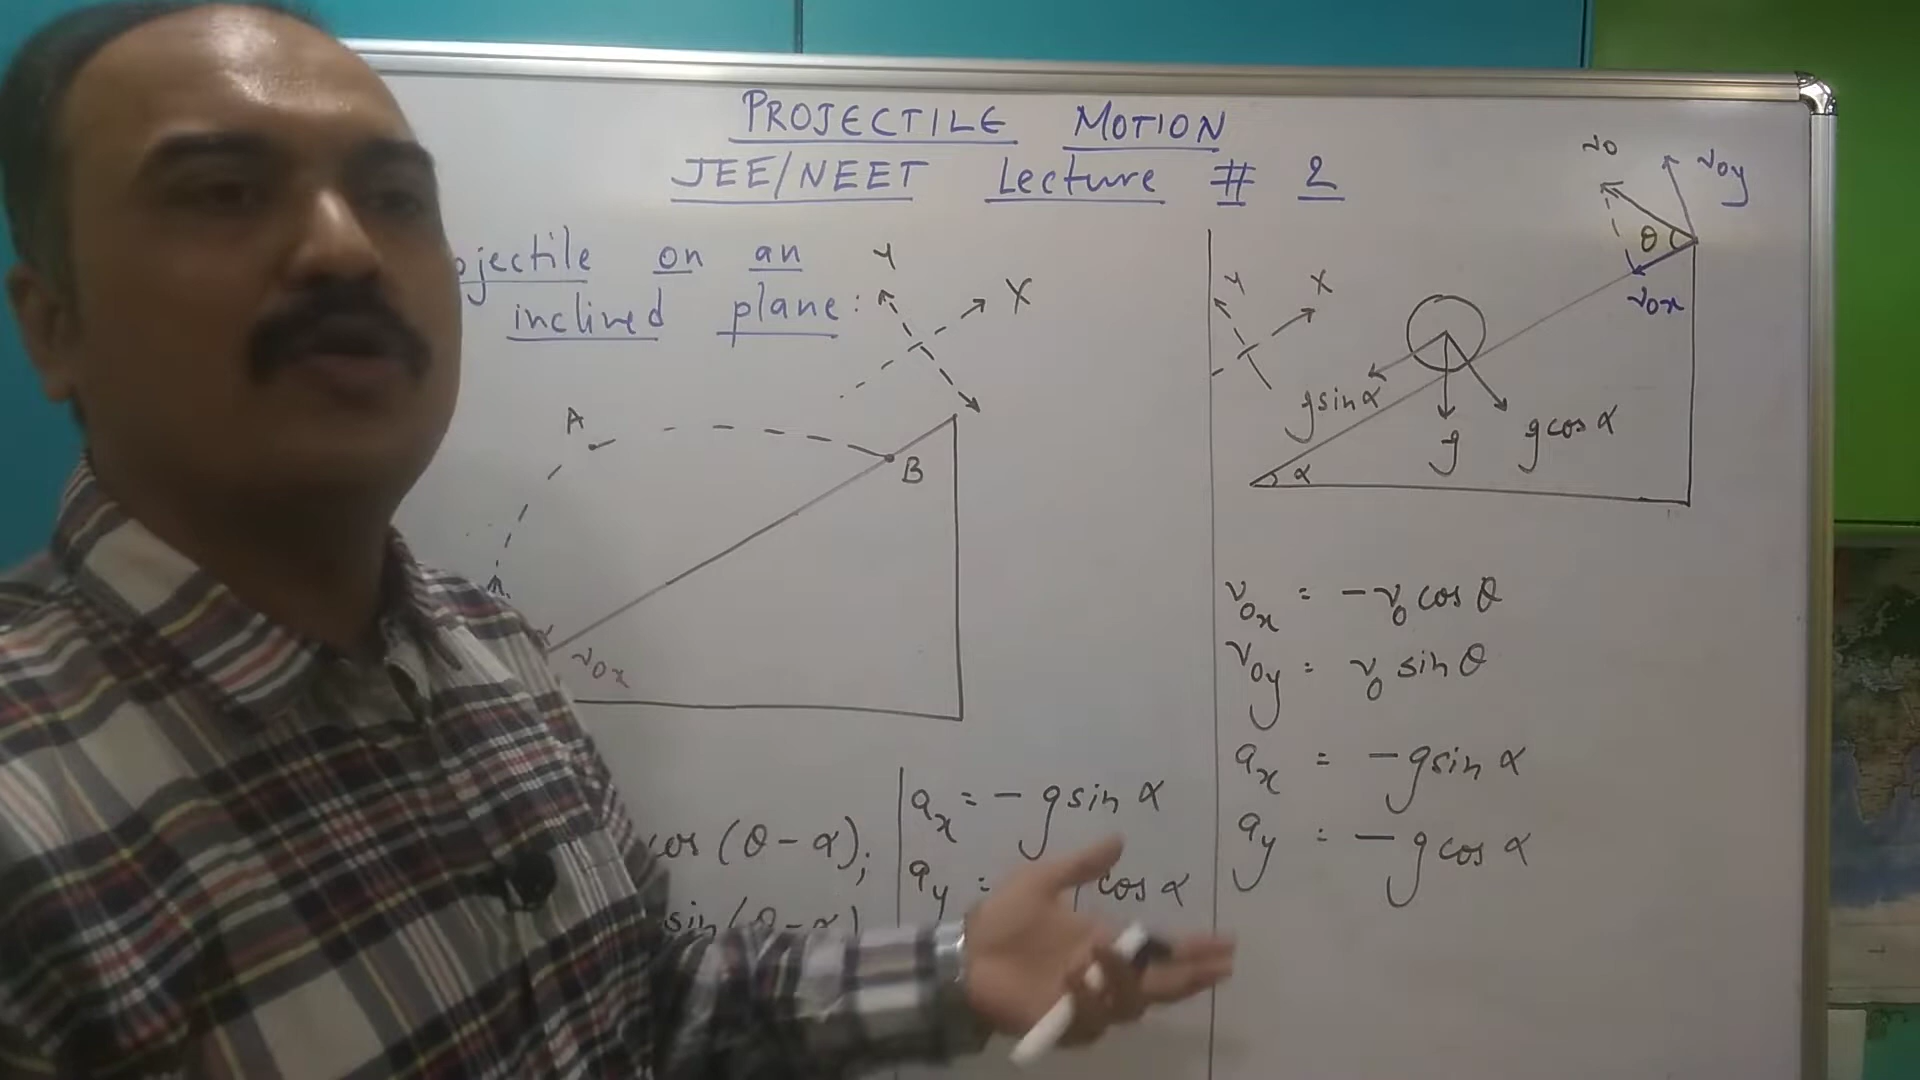 PROJECTILE MOTION
JEE/NEET Lecture # 2
ojectile on an
inclined plane:
Y
X
A
B
v0x
cos (θ - α);
sin (θ - α)
ax = - g sin α
ay = cos α
Y
X
v0
v0y
θ
v0x
g sin α
g
g cos α
α
v0x = - v0 cos θ
v0y = v0 sin θ
ax = - g sin α
ay = - g cos α